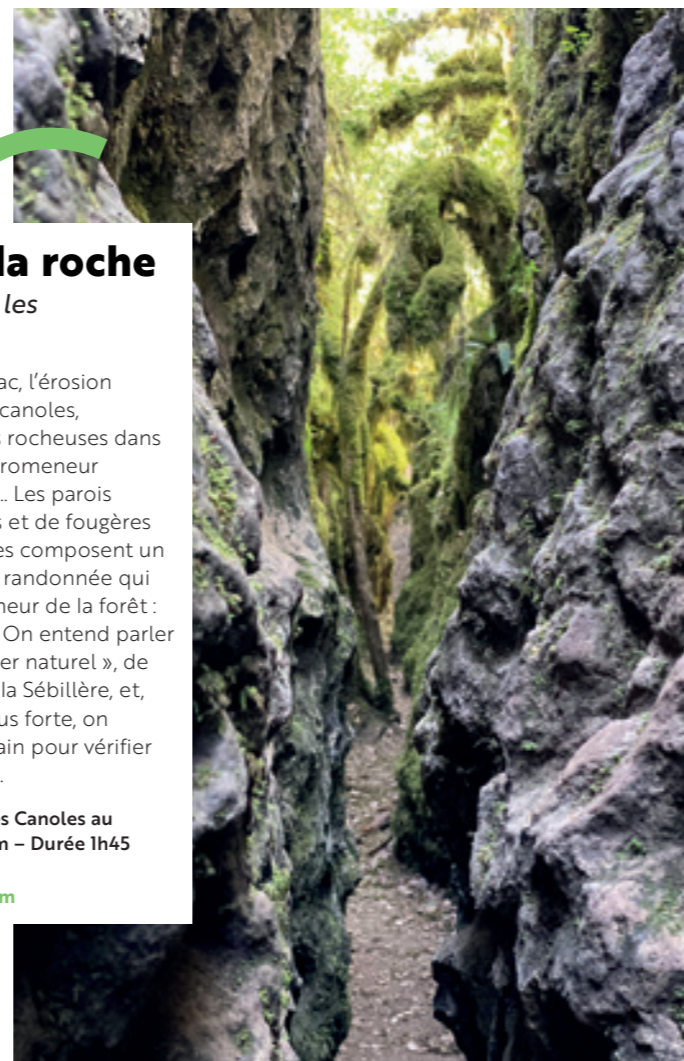 la roche
les
ac, l’érosion
canoles,
s rocheuses dans
romeneur
... Les parois
s et de fougères
es composent un
randonnée qui
neur de la forêt :
On entend parler
er naturel », de
la Sébillère, et,
us forte, on
ain pour vérifier
.
s Canoles au
m – Durée 1h45
m